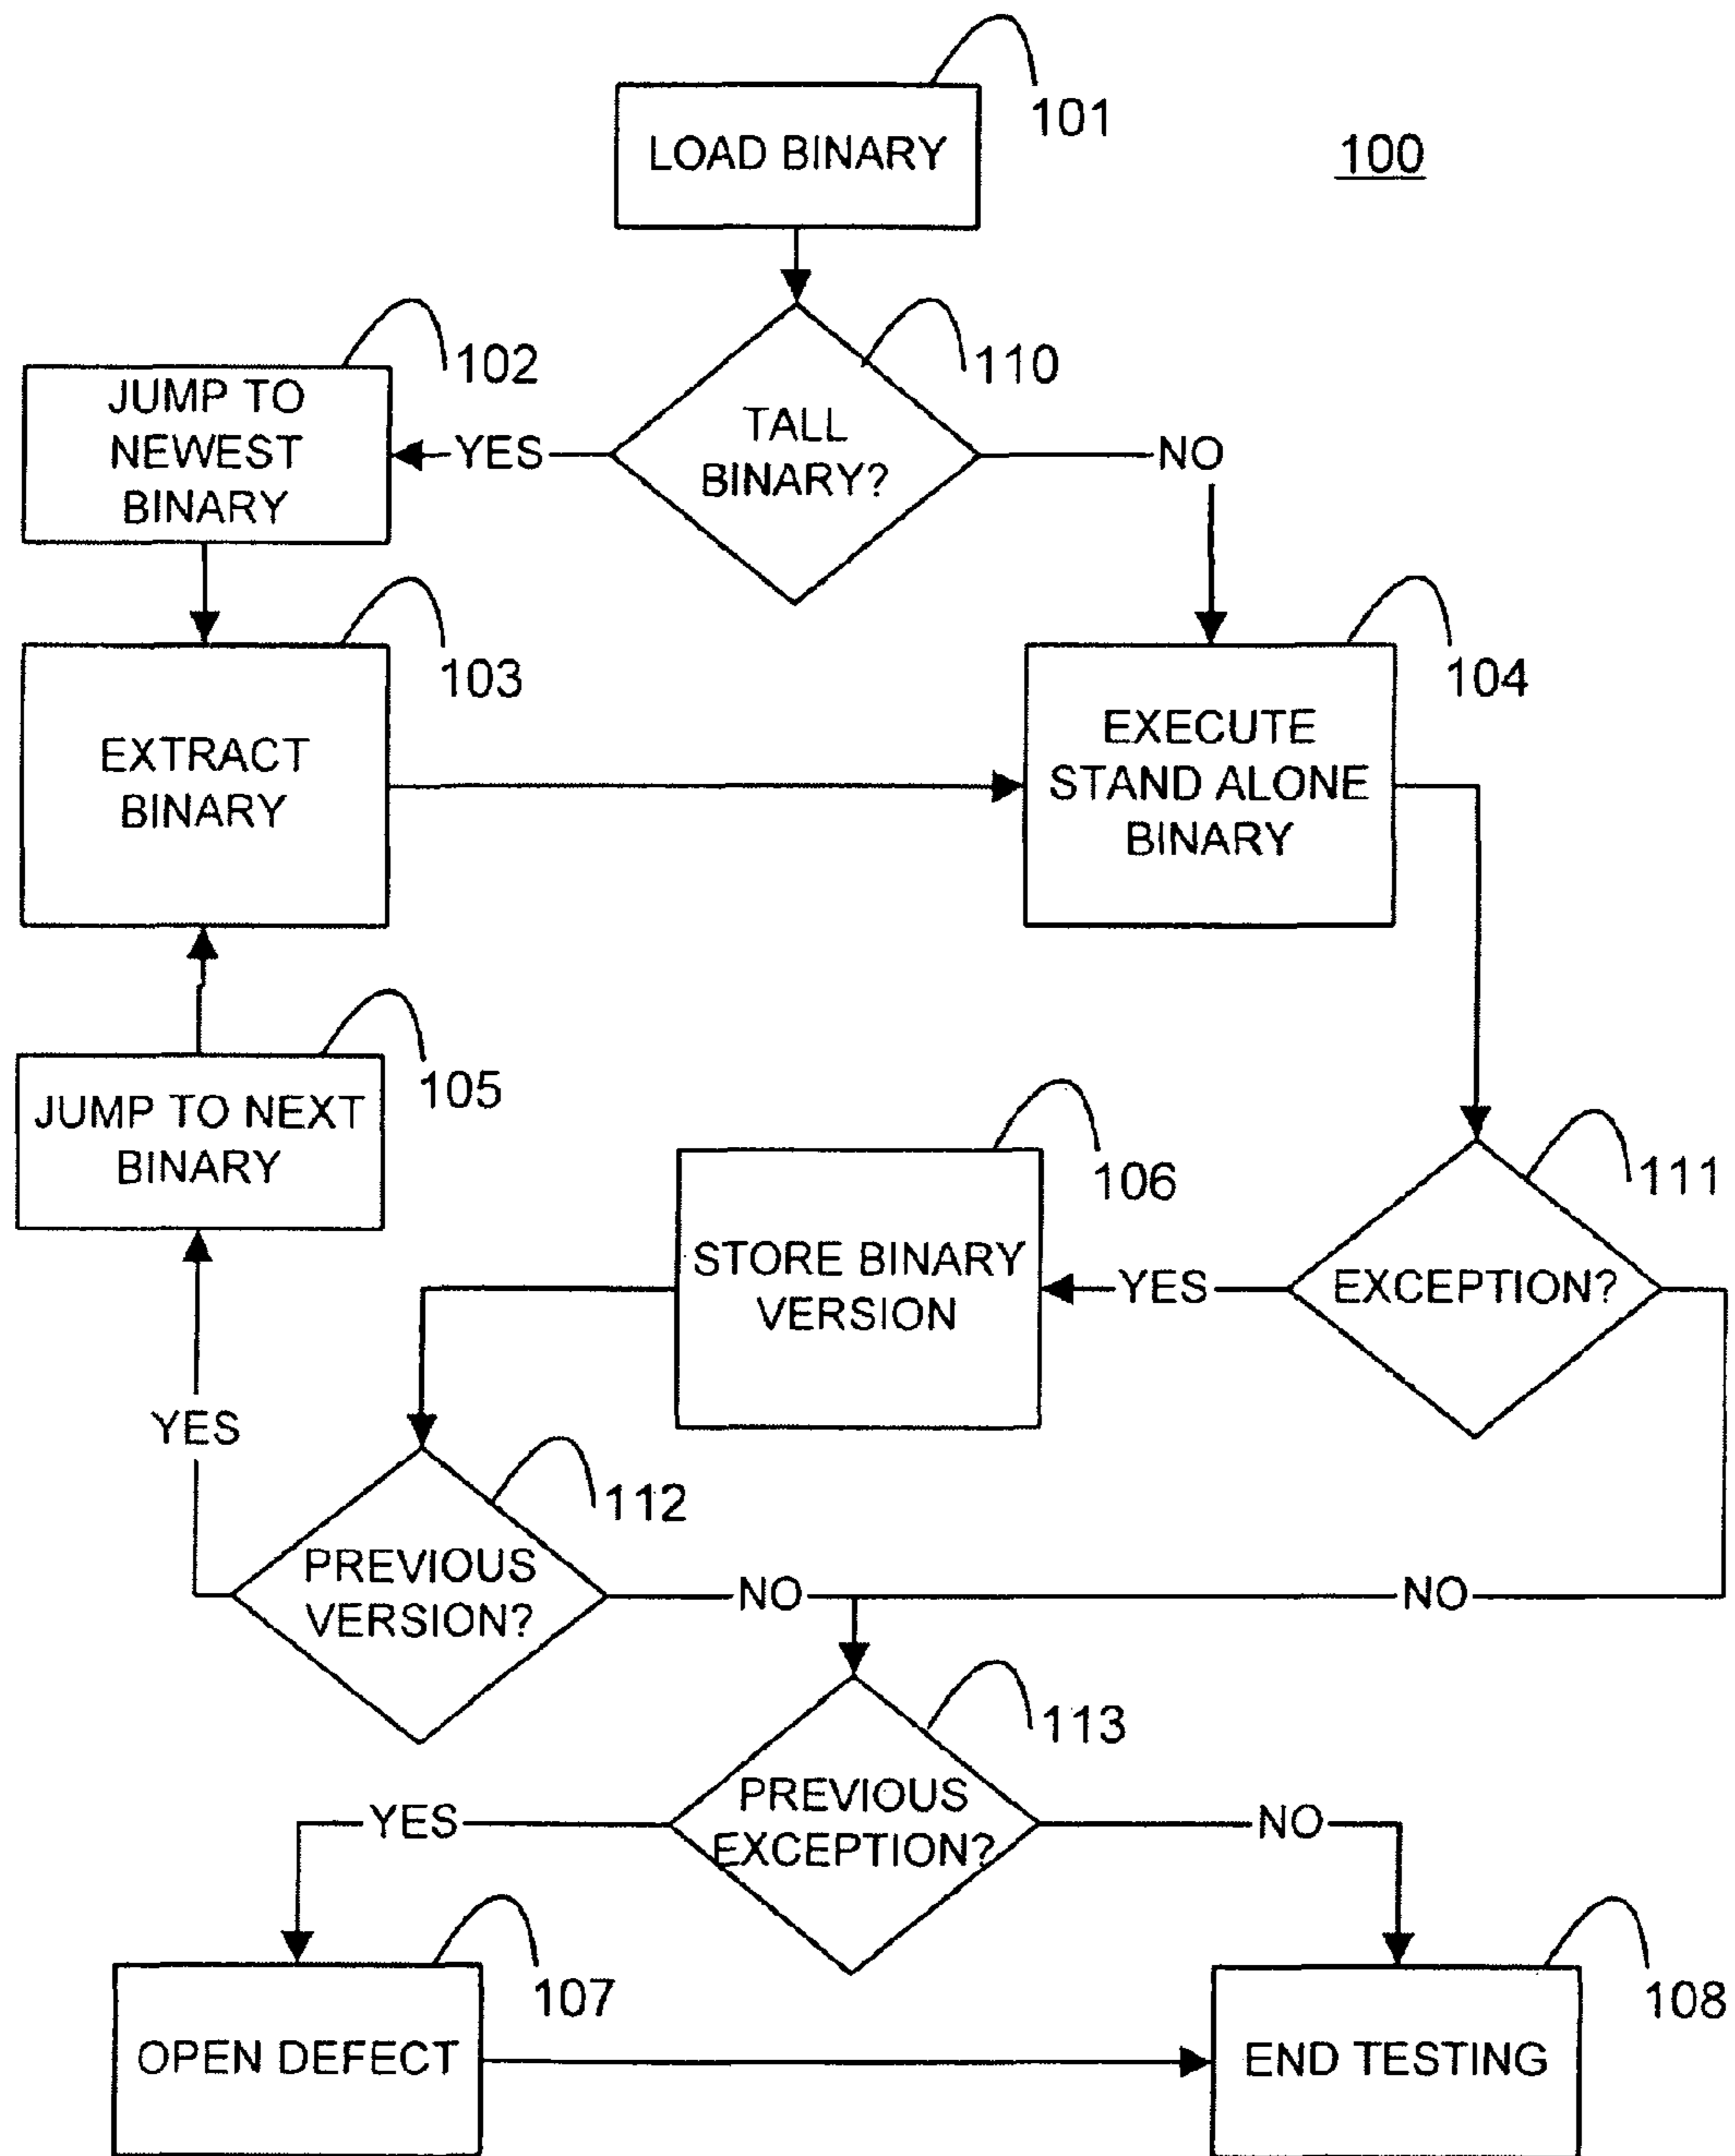 101
LOAD BINARY
100
102
110
JUMP TO
NEWEST
BINARY
YES
TALL
BINARY?
NO
103
104
EXTRACT
BINARY
EXECUTE
STAND ALONE
BINARY
105
JUMP TO NEXT
BINARY
106
111
STORE BINARY
VERSION
YES
EXCEPTION?
YES
112
PREVIOUS
VERSION?
NO
NO
113
PREVIOUS
EXCEPTION?
YES
NO
107
108
OPEN DEFECT
END TESTING